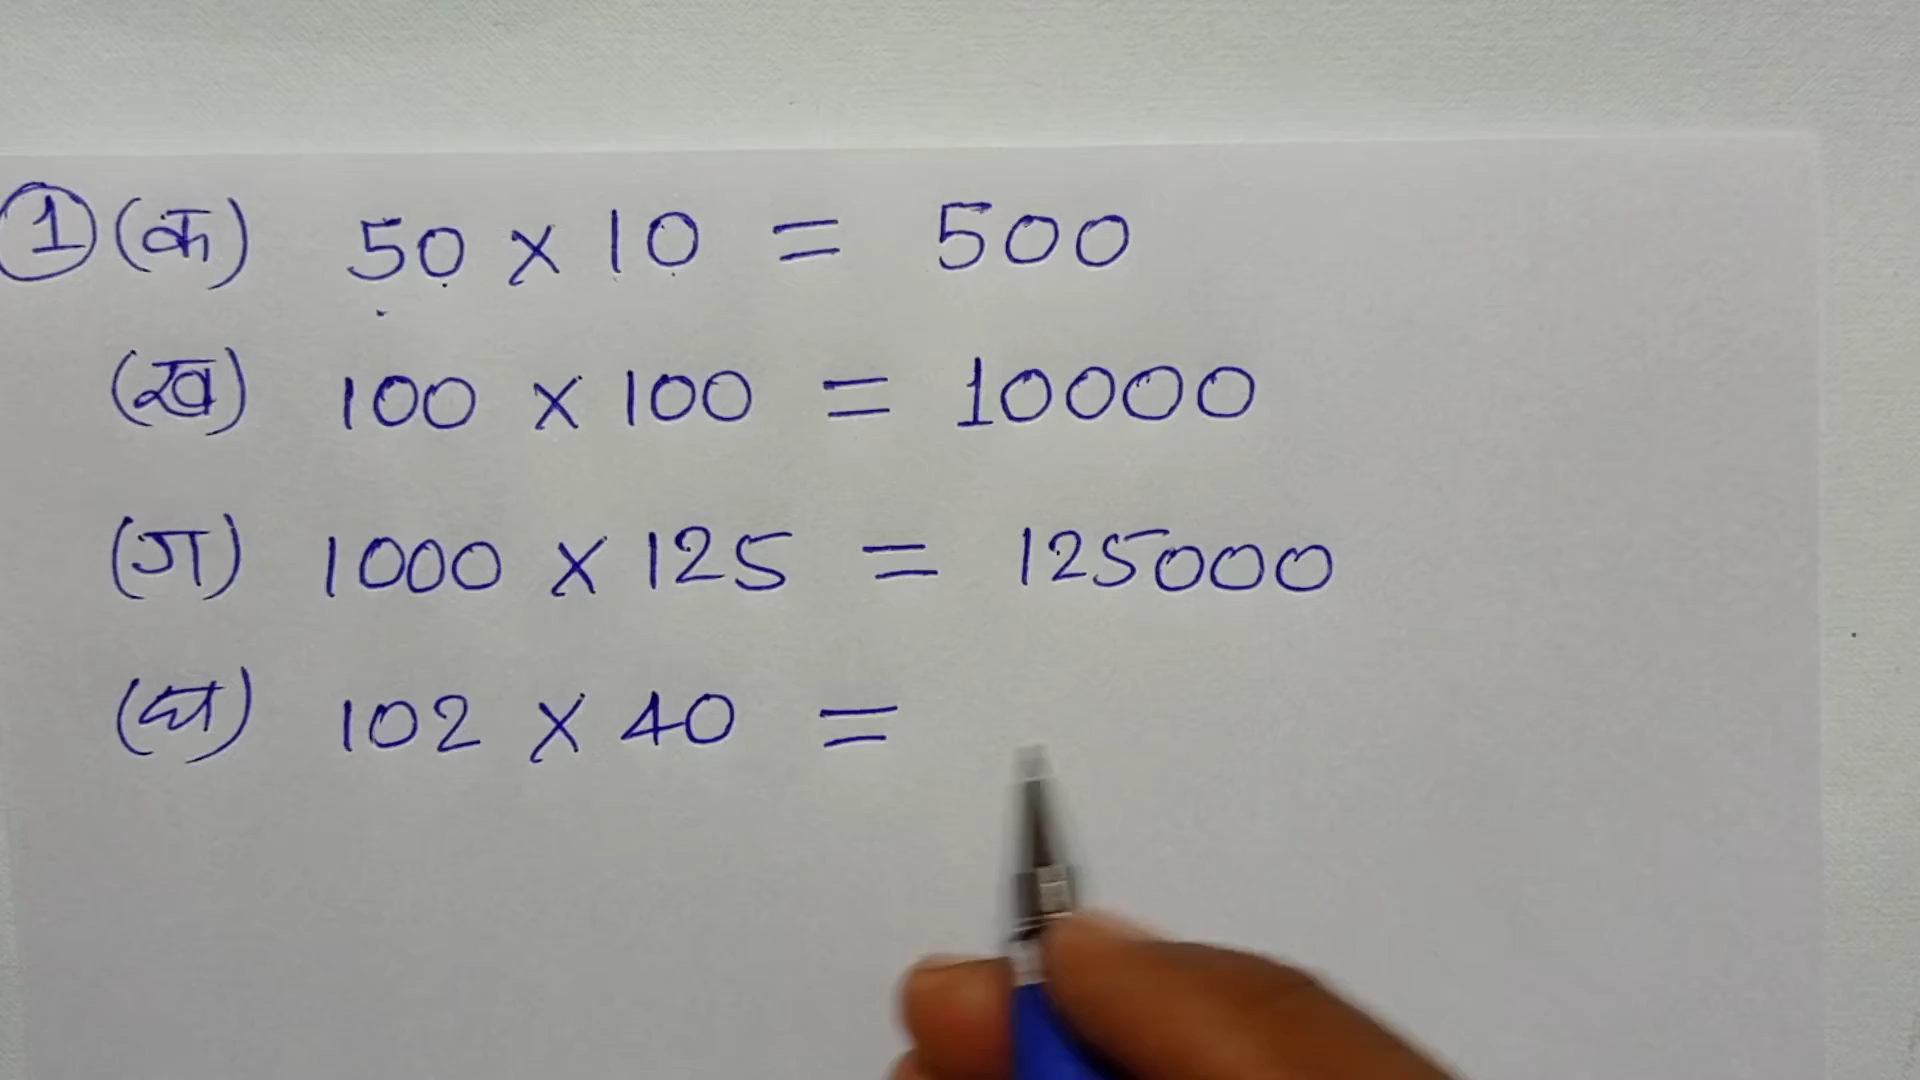 ① (क) 50 × 10 = 500
(ख) 100 × 100 = 10000
(ग) 1000 × 125 = 125000
(घ) 102 × 40 =